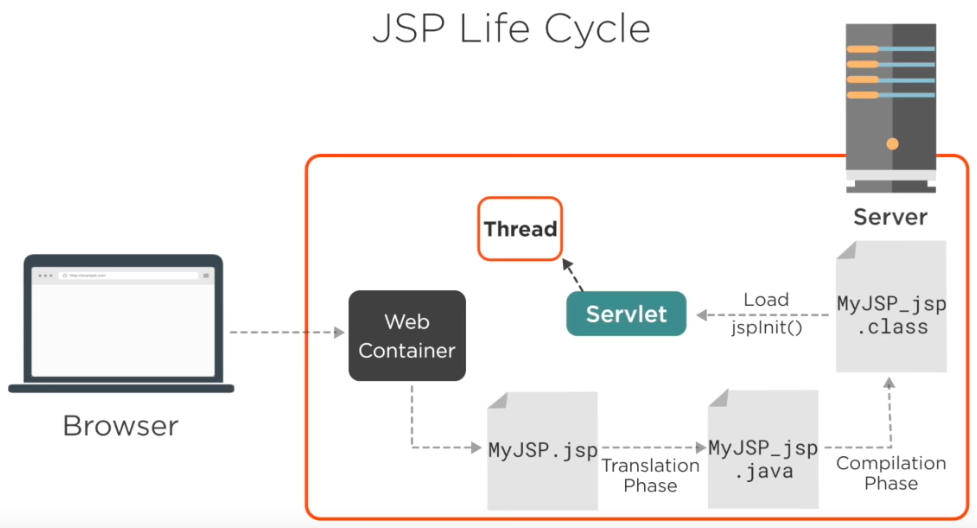 JSP Life Cycle
Server
Thread
Servlet
Load
jspInit()
MyJSP_jsp
.class
Web
Container
Browser
MyJSP.jsp
Translation
Phase
MyJSP_jsp
.java
Compilation
Phase